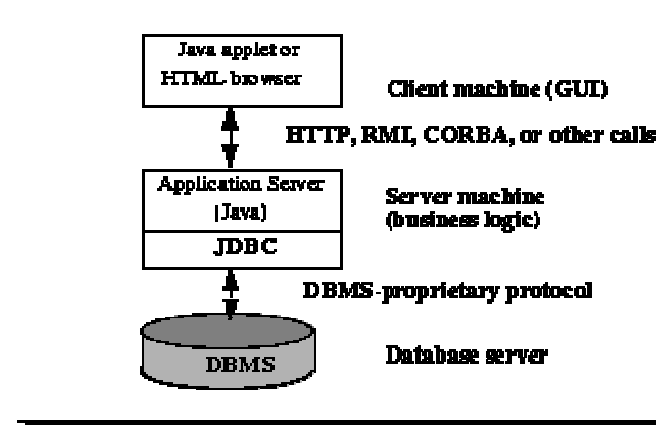 Java applet or
HTML-browser
Client machine (GUI)
HTTP, RMI, CORBA, or other calls
Application Server
(Java)
JDBC
Server machine
(business logic)
DBMS-proprietary protocol
DBMS
Database server